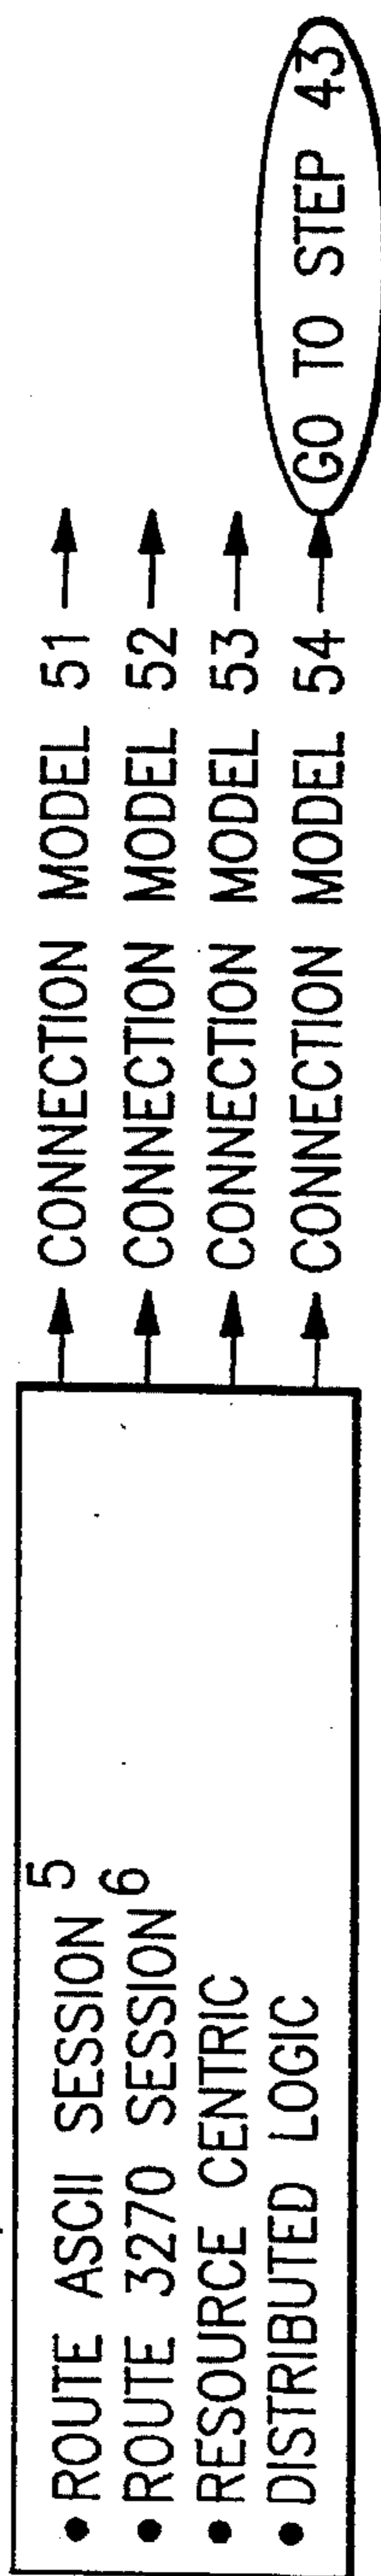 • ROUTE ASCII SESSION 5
• ROUTE 3270 SESSION 6
• RESOURCE CENTRIC
• DISTRIBUTED LOGIC
CONNECTION MODEL 51
CONNECTION MODEL 52
CONNECTION MODEL 53
CONNECTION MODEL 54
GO TO STEP 43